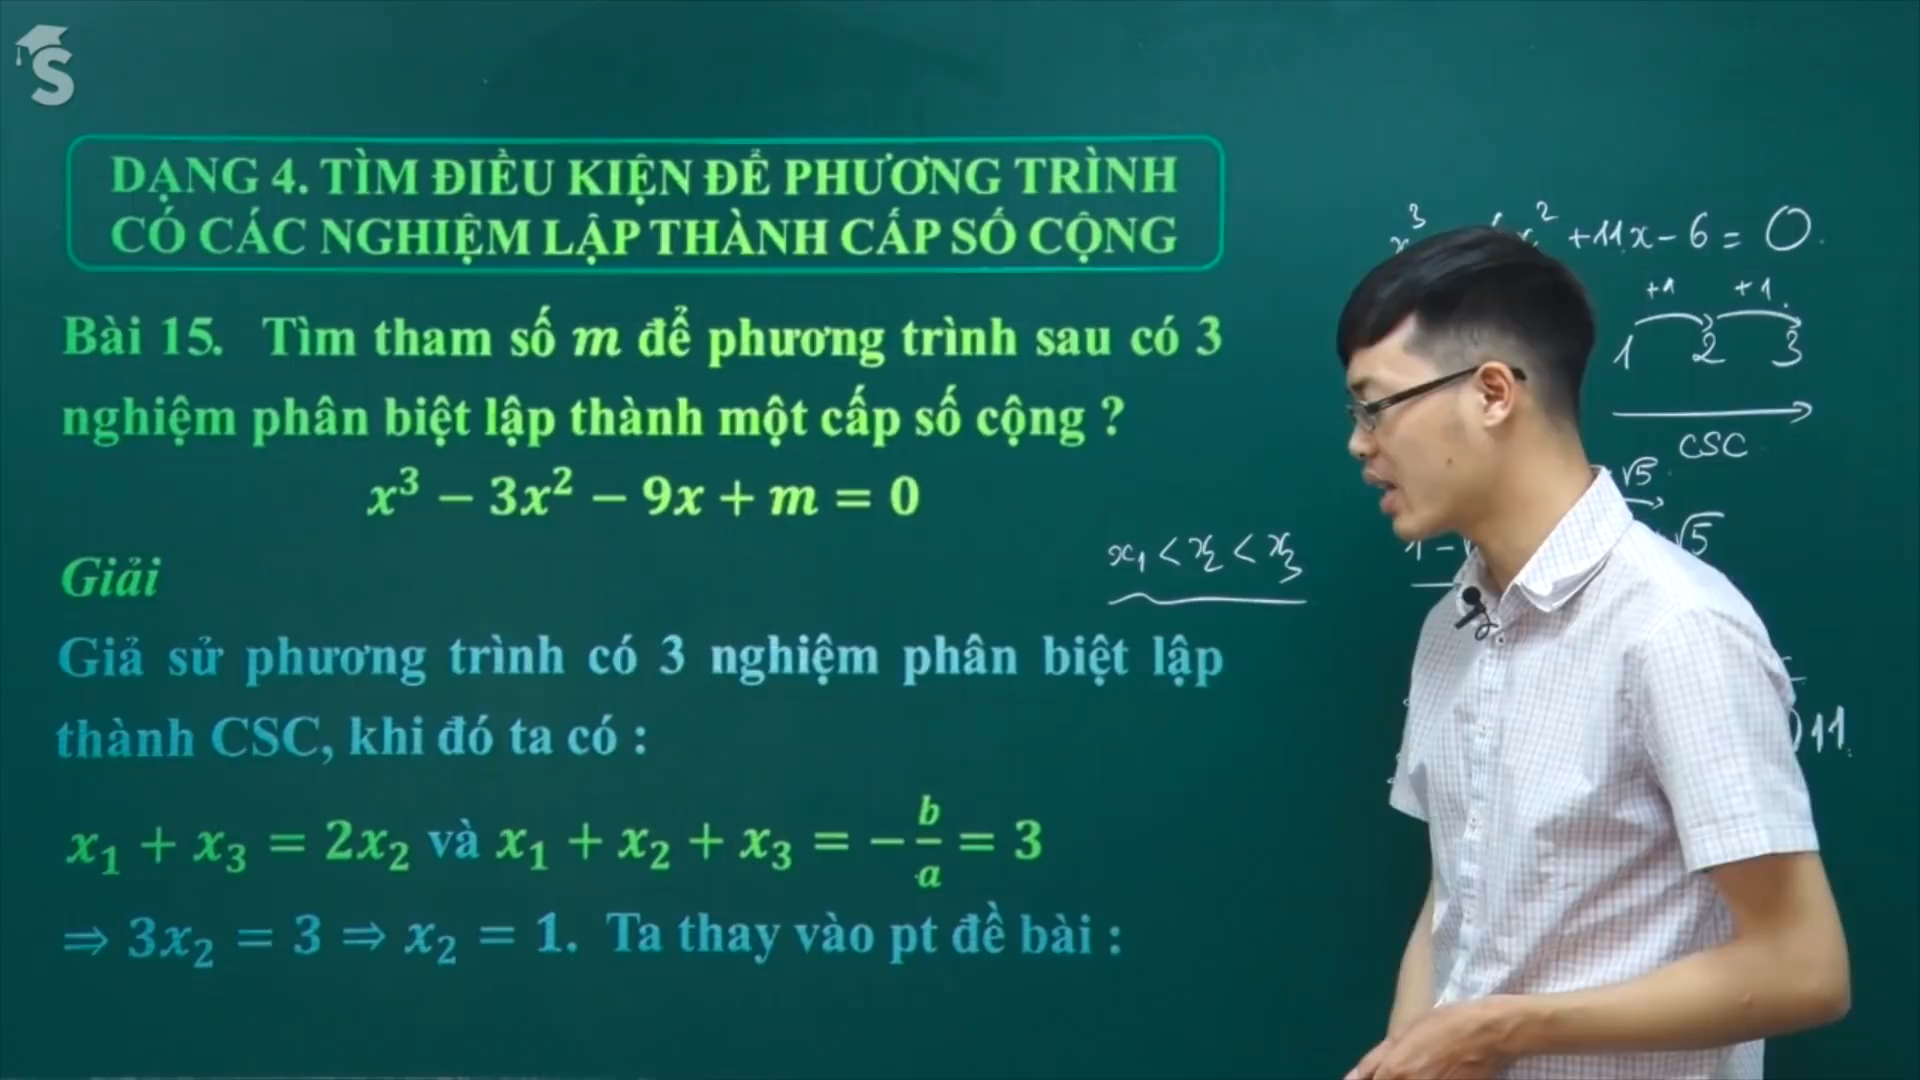 S
DẠNG 4. TÌM ĐIỀU KIỆN ĐỂ PHƯƠNG TRÌNH
CÓ CÁC NGHIỆM LẬP THÀNH CẤP SỐ CỘNG
Bài 15. Tìm tham số m để phương trình sau có 3
nghiệm phân biệt lập thành một cấp số cộng ?
x³ − 3x² − 9x + m = 0
Giải
Giả sử phương trình có 3 nghiệm phân biệt lập
thành CSC, khi đó ta có :
x₁ + x₃ = 2x₂ và x₁ + x₂ + x₃ = −b/a = 3
⇒ 3x₂ = 3 ⇒ x₂ = 1. Ta thay vào pt đề bài :
x₁ < x₂ < x₃
+11x − 6 = 0.
+1 +1
1 2 3
CSC
√5
√5
11